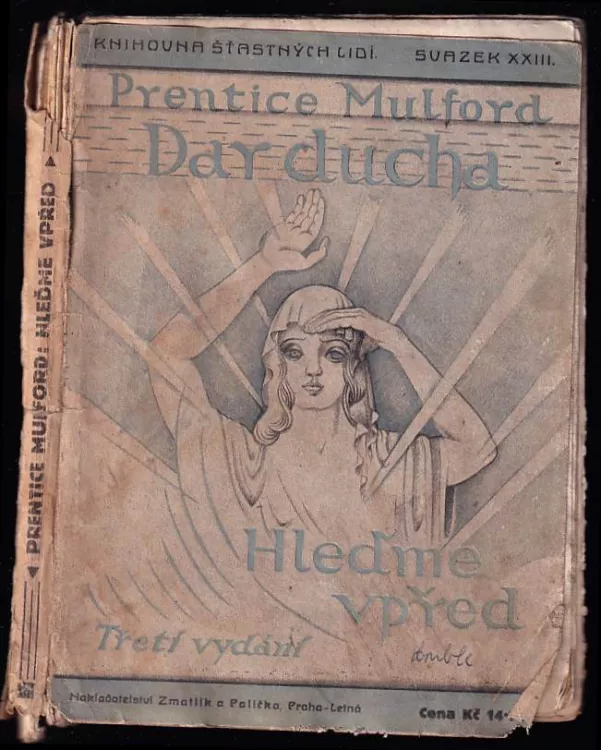 KNIHOVNA ŠŤASTNÝCH LIDÍ. SVAZEK XXIII.
Prentice Mulford
Dar ducha
Hleďme
vpřed
Třetí vydání
Nakladatelství Zmatlík a Palička, Praha-Letná
Cena Kč 14·
PRENTICE MULFORD: HLEĎME VPŘED